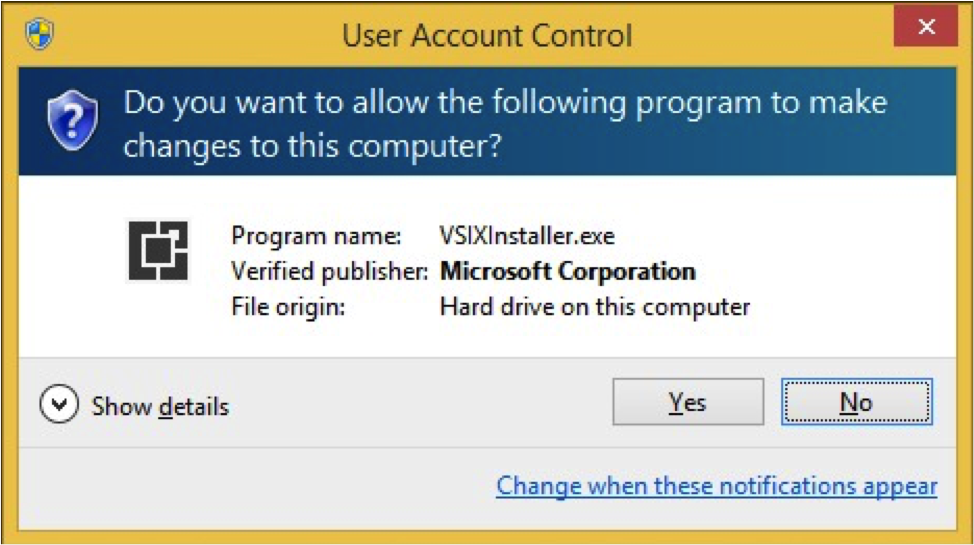 User Account Control
Do you want to allow the following program to make
changes to this computer?
Program name: VSIXInstaller.exe
Verified publisher: Microsoft Corporation
File origin: Hard drive on this computer
Show details
Yes
No
Change when these notifications appear